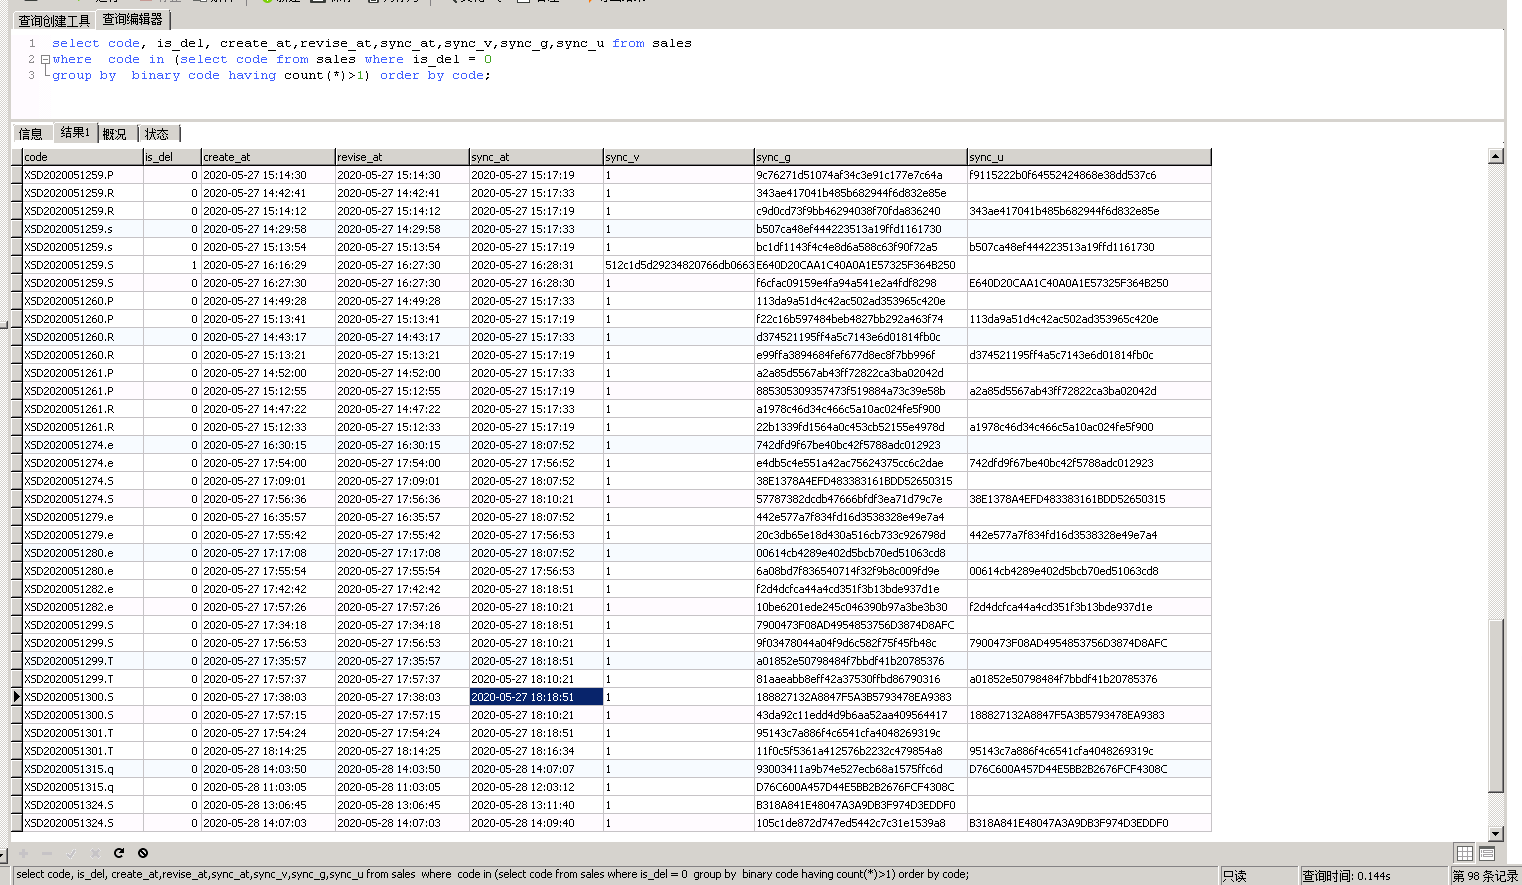 查询创建工具 查询编辑器
1 select code, is_del, create_at,revise_at,sync_at,sync_v,sync_g,sync_u from sales
2 where  code in (select code from sales where is_del = 0
3 group by  binary code having count(*)>1) order by code;
信息 结果1 概况 状态
code is_del create_at revise_at sync_at sync_v sync_g sync_u
XSD2020051259.P 0 2020-05-27 15:14:30 2020-05-27 15:14:30 2020-05-27 15:17:19 1 9c76271d51074af34c3e91c177e7c64a f9115222b0f64552424868e38dd537c6
XSD2020051259.R 0 2020-05-27 14:42:41 2020-05-27 14:42:41 2020-05-27 15:17:33 1 343ae417041b485b682944f6d832e85e
XSD2020051259.R 0 2020-05-27 15:14:12 2020-05-27 15:14:12 2020-05-27 15:17:19 1 c9d0cd73f9bb46294038f70fda836240 343ae417041b485b682944f6d832e85e
XSD2020051259.s 0 2020-05-27 14:29:58 2020-05-27 14:29:58 2020-05-27 15:17:33 1 b507ca48ef444223513a19ffd1161730
XSD2020051259.s 0 2020-05-27 15:13:54 2020-05-27 15:13:54 2020-05-27 15:17:19 1 bc1df1143f4c4e8d6a588c63f90f72a5 b507ca48ef444223513a19ffd1161730
XSD2020051259.S 1 2020-05-27 16:16:29 2020-05-27 16:27:30 2020-05-27 16:28:31 512c1d5d29234820766db0663 E640D20CAA1C40A0A1E57325F364B250
XSD2020051259.S 0 2020-05-27 16:27:30 2020-05-27 16:27:30 2020-05-27 16:28:30 1 f6cfac09159e4fa94a541e2a4fdf8298 E640D20CAA1C40A0A1E57325F364B250
XSD2020051260.P 0 2020-05-27 14:49:28 2020-05-27 14:49:28 2020-05-27 15:17:33 1 113da9a51d4c42ac502ad353965c420e
XSD2020051260.P 0 2020-05-27 15:13:41 2020-05-27 15:13:41 2020-05-27 15:17:19 1 f22c16b597484beb4827bb292a463f74 113da9a51d4c42ac502ad353965c420e
XSD2020051260.R 0 2020-05-27 14:43:17 2020-05-27 14:43:17 2020-05-27 15:17:33 1 d374521195ff4a5c7143e6d01814fb0c
XSD2020051260.R 0 2020-05-27 15:13:21 2020-05-27 15:13:21 2020-05-27 15:17:19 1 e99ffa3894684fef677d8ec8f7bb996f d374521195ff4a5c7143e6d01814fb0c
XSD2020051261.P 0 2020-05-27 14:52:00 2020-05-27 14:52:00 2020-05-27 15:17:33 1 a2a85d5567ab43ff72822ca3ba02042d
XSD2020051261.P 0 2020-05-27 15:12:55 2020-05-27 15:12:55 2020-05-27 15:17:19 1 885305309357473f519884a73c39e58b a2a85d5567ab43ff72822ca3ba02042d
XSD2020051261.R 0 2020-05-27 14:47:22 2020-05-27 14:47:22 2020-05-27 15:17:33 1 a1978c46d34c466c5a10ac024fe5f900
XSD2020051261.R 0 2020-05-27 15:12:33 2020-05-27 15:12:33 2020-05-27 15:17:19 1 22b1339fd1564a0c453cb52155e4978d a1978c46d34c466c5a10ac024fe5f900
XSD2020051274.e 0 2020-05-27 16:30:15 2020-05-27 16:30:15 2020-05-27 18:07:52 1 742dfd9f67be40bc42f5788adc012923
XSD2020051274.e 0 2020-05-27 17:54:00 2020-05-27 17:54:00 2020-05-27 17:56:52 1 e4db5c4e551a42ac75624375cc6c2dae 742dfd9f67be40bc42f5788adc012923
XSD2020051274.S 0 2020-05-27 17:09:01 2020-05-27 17:09:01 2020-05-27 18:07:52 1 38E1378A4EFD483383161BDD52650315
XSD2020051274.S 0 2020-05-27 17:56:36 2020-05-27 17:56:36 2020-05-27 18:10:21 1 57787382dcdb47666bfdf3ea71d79c7e 38E1378A4EFD483383161BDD52650315
XSD2020051279.e 0 2020-05-27 16:35:57 2020-05-27 16:35:57 2020-05-27 18:07:52 1 442e577a7f834fd16d3538328e49e7a4
XSD2020051279.e 0 2020-05-27 17:55:42 2020-05-27 17:55:42 2020-05-27 17:56:53 1 20c3db65e18d430a516cb733c926798d 442e577a7f834fd16d3538328e49e7a4
XSD2020051280.e 0 2020-05-27 17:17:08 2020-05-27 17:17:08 2020-05-27 18:07:52 1 00614cb4289e402d5bcb70ed51063cd8
XSD2020051280.e 0 2020-05-27 17:55:54 2020-05-27 17:55:54 2020-05-27 17:56:53 1 6a08bd7f836540714f32f9b8c009fd9e 00614cb4289e402d5bcb70ed51063cd8
XSD2020051282.e 0 2020-05-27 17:42:42 2020-05-27 17:42:42 2020-05-27 18:18:51 1 f2d4dcfca44a4cd351f3b13bde937d1e
XSD2020051282.e 0 2020-05-27 17:57:26 2020-05-27 17:57:26 2020-05-27 18:10:21 1 10be6201ede245c046390b97a3be3b30 f2d4dcfca44a4cd351f3b13bde937d1e
XSD2020051299.S 0 2020-05-27 17:34:18 2020-05-27 17:34:18 2020-05-27 18:18:51 1 7900473F08AD4954853756D3874D8AFC
XSD2020051299.S 0 2020-05-27 17:56:53 2020-05-27 17:56:53 2020-05-27 18:10:21 1 9f03478044a04f9d6c582f75f45fb48c 7900473F08AD4954853756D3874D8AFC
XSD2020051299.T 0 2020-05-27 17:35:57 2020-05-27 17:35:57 2020-05-27 18:18:51 1 a01852e50798484f7bbdf41b20785376
XSD2020051299.T 0 2020-05-27 17:57:37 2020-05-27 17:57:37 2020-05-27 18:10:21 1 81aaeabb8eff42a37530ffbd86790316 a01852e50798484f7bbdf41b20785376
XSD2020051300.S 0 2020-05-27 17:38:03 2020-05-27 17:38:03 2020-05-27 18:18:51 1 188827132A8847F5A3B5793478EA9383
XSD2020051300.S 0 2020-05-27 17:57:15 2020-05-27 17:57:15 2020-05-27 18:10:21 1 43da92c11edd4d9b6aa52aa409564417 188827132A8847F5A3B5793478EA9383
XSD2020051301.T 0 2020-05-27 17:54:24 2020-05-27 17:54:24 2020-05-27 18:18:51 1 95143c7a886f4c6541cfa4048269319c
XSD2020051301.T 0 2020-05-27 18:14:25 2020-05-27 18:14:25 2020-05-27 18:16:34 1 11f0c5f5361a412576b2232c479854a8 95143c7a886f4c6541cfa4048269319c
XSD2020051315.q 0 2020-05-28 14:03:50 2020-05-28 14:03:50 2020-05-28 14:07:07 1 93003411a9b74e527ecb68a1575ffc6d D76C600A457D44E5BB2B2676FCF4308C
XSD2020051315.q 0 2020-05-28 11:03:05 2020-05-28 11:03:05 2020-05-28 12:03:12 1 D76C600A457D44E5BB2B2676FCF4308C
XSD2020051324.S 0 2020-05-28 13:06:45 2020-05-28 13:06:45 2020-05-28 13:11:40 1 B318A841E48047A3A9DB3F974D3EDDF0
XSD2020051324.S 0 2020-05-28 14:07:03 2020-05-28 14:07:03 2020-05-28 14:09:40 1 105c1de872d747ed5442c7c31e1539a8 B318A841E48047A3A9DB3F974D3EDDF0
select code, is_del, create_at,revise_at,sync_at,sync_v,sync_g,sync_u from sales  where  code in (select code from sales where is_del = 0  group by  binary code having count(*)>1) order by code; 只读 查询时间: 0.144s 第 98 条记录